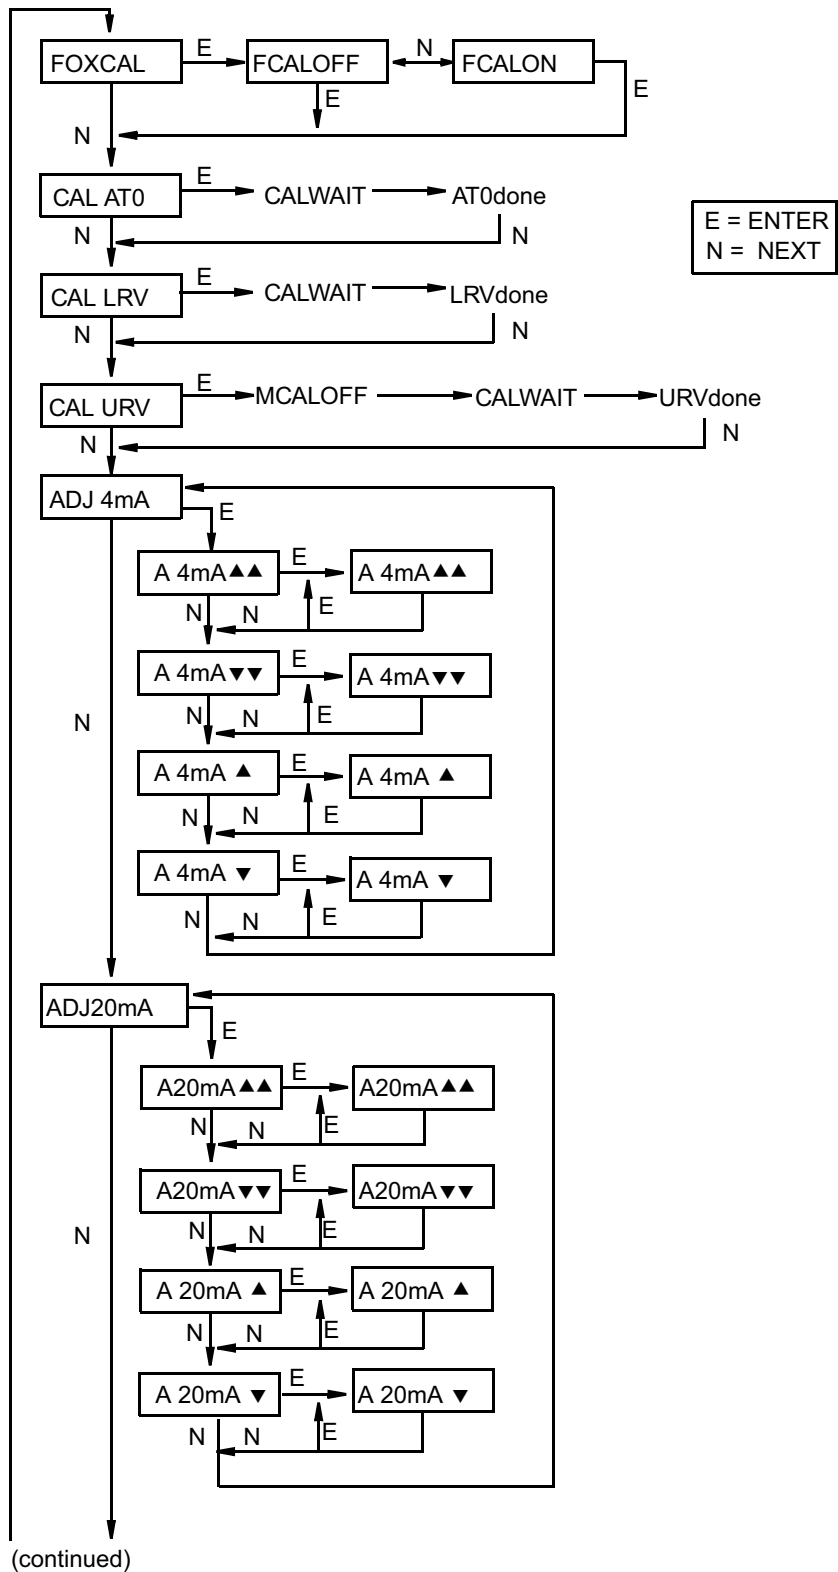 FOXCAL E FCALOFF N FCALON
E E
N
CAL AT0 E CALWAIT AT0done
N N
E = ENTER
N = NEXT
CAL LRV E CALWAIT LRVdone
N N
CAL URV E MCALOFF CALWAIT URVdone
N N
ADJ 4mA
E
A 4mA▲▲ E A 4mA▲▲
N N E
A 4mA▼▼ E A 4mA▼▼
N N E
N
A 4mA ▲ E A 4mA ▲
N N E
A 4mA ▼ E A 4mA ▼
N N E
ADJ20mA
E
A20mA▲▲ E A20mA▲▲
N N E
A20mA▼▼ E A20mA▼▼
N N N E
A 20mA ▲ E A 20mA ▲
N N E
A 20mA ▼ E A 20mA ▼
N N E
(continued)